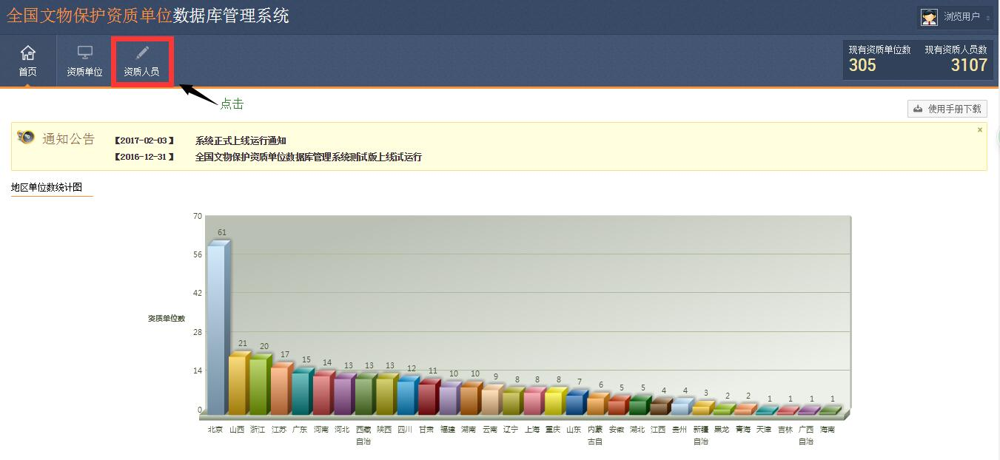 全国文物保护资质单位数据库管理系统
浏览用户
首页
资质单位
资质人员
现有资质单位数 现有资质人员数
305 3107
点击
使用手册下载
通知公告
【2017-02-03】 系统正式上线运行通知
【2016-12-31】 全国文物保护资质单位数据库管理系统测试版上线试运行
×
地区单位数统计图
资质单位数
70
56
42
28
14
0
61 21 20 17 15 14 13 13 13 12 11 10 10 9 8 8 8 7 6 5 5 4 4 3 2 2 1 1 1 1
北京 山西 浙江 江苏 广东 河南 河北 西藏 陕西 四川 甘肃 福建 湖南 云南 辽宁 上海 重庆 山东 内蒙 安徽 湖北 江西 贵州 新疆 黑龙 青海 天津 吉林 广西 海南
自治 古自 自治 自治